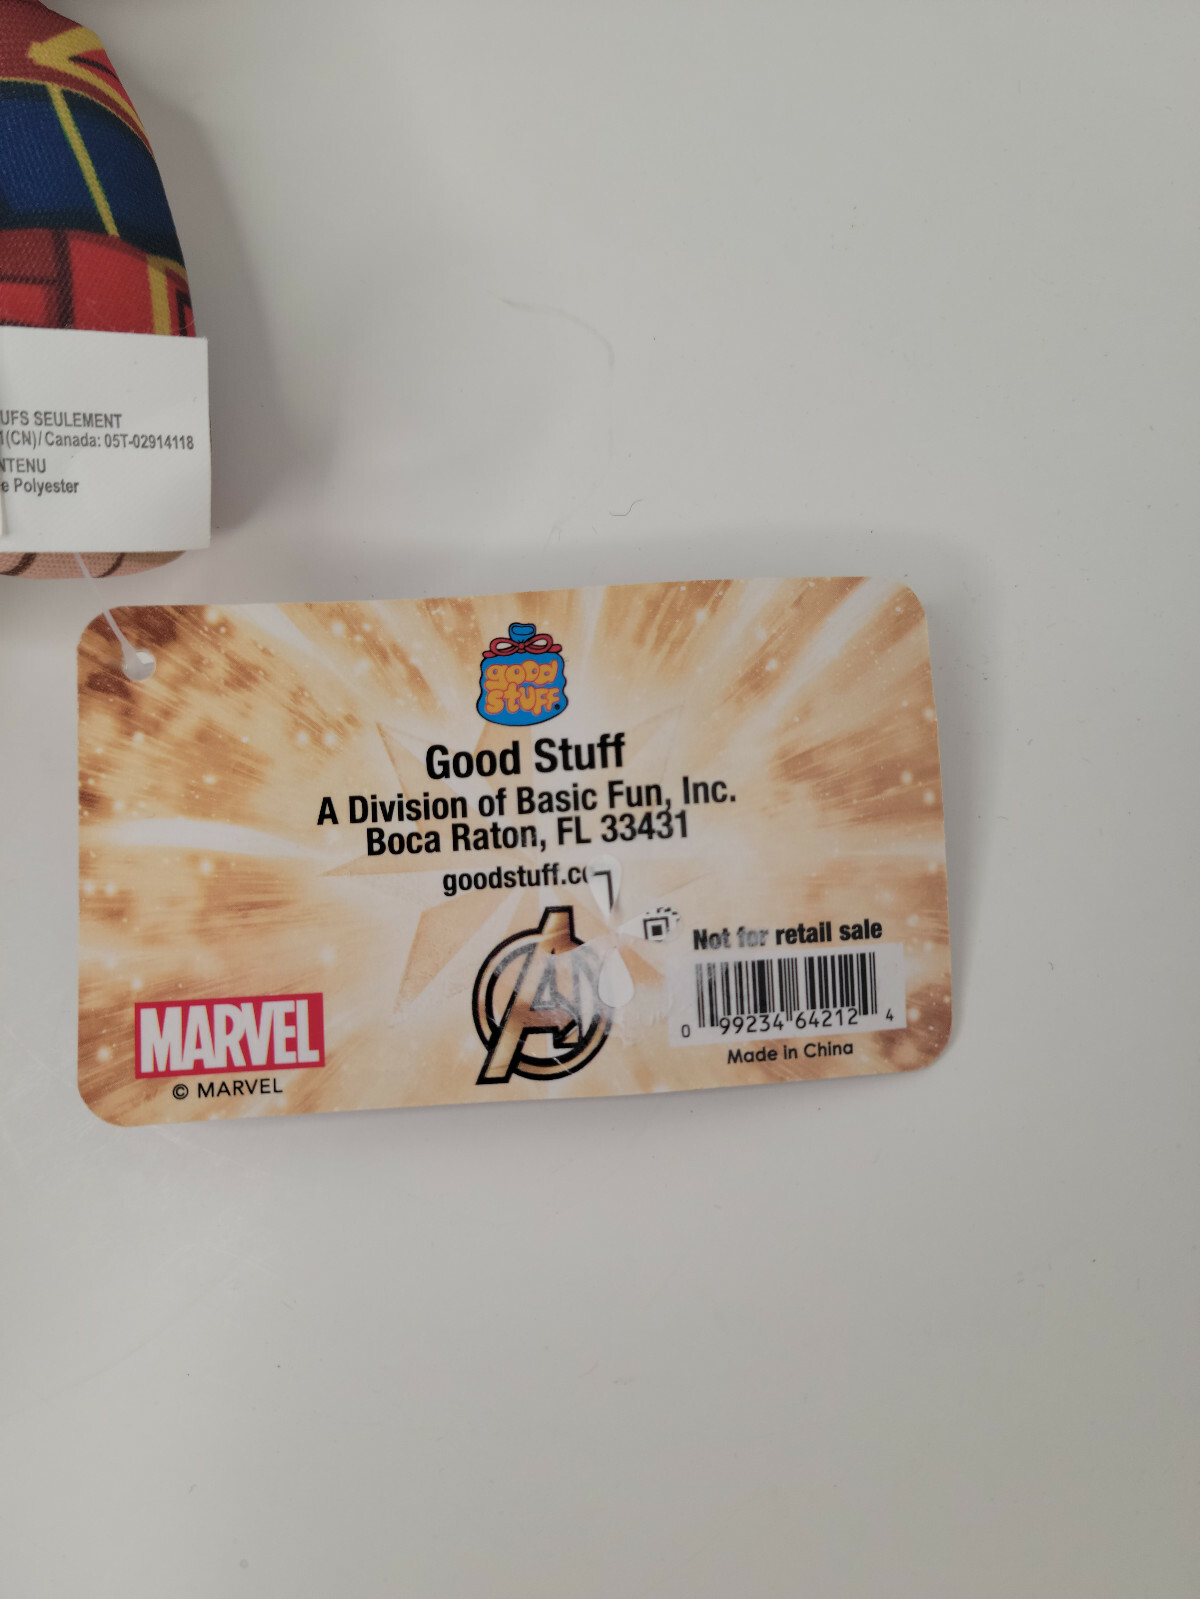 UFS SEULEMENT
1(CN)/Canada: 05T-02914118
NTENU
e Polyester
good
stuff
Good Stuff
A Division of Basic Fun, Inc.
Boca Raton, FL 33431
goodstuff.c
Not for retail sale
0 99234 64212 4
Made in China
MARVEL
© MARVEL
A